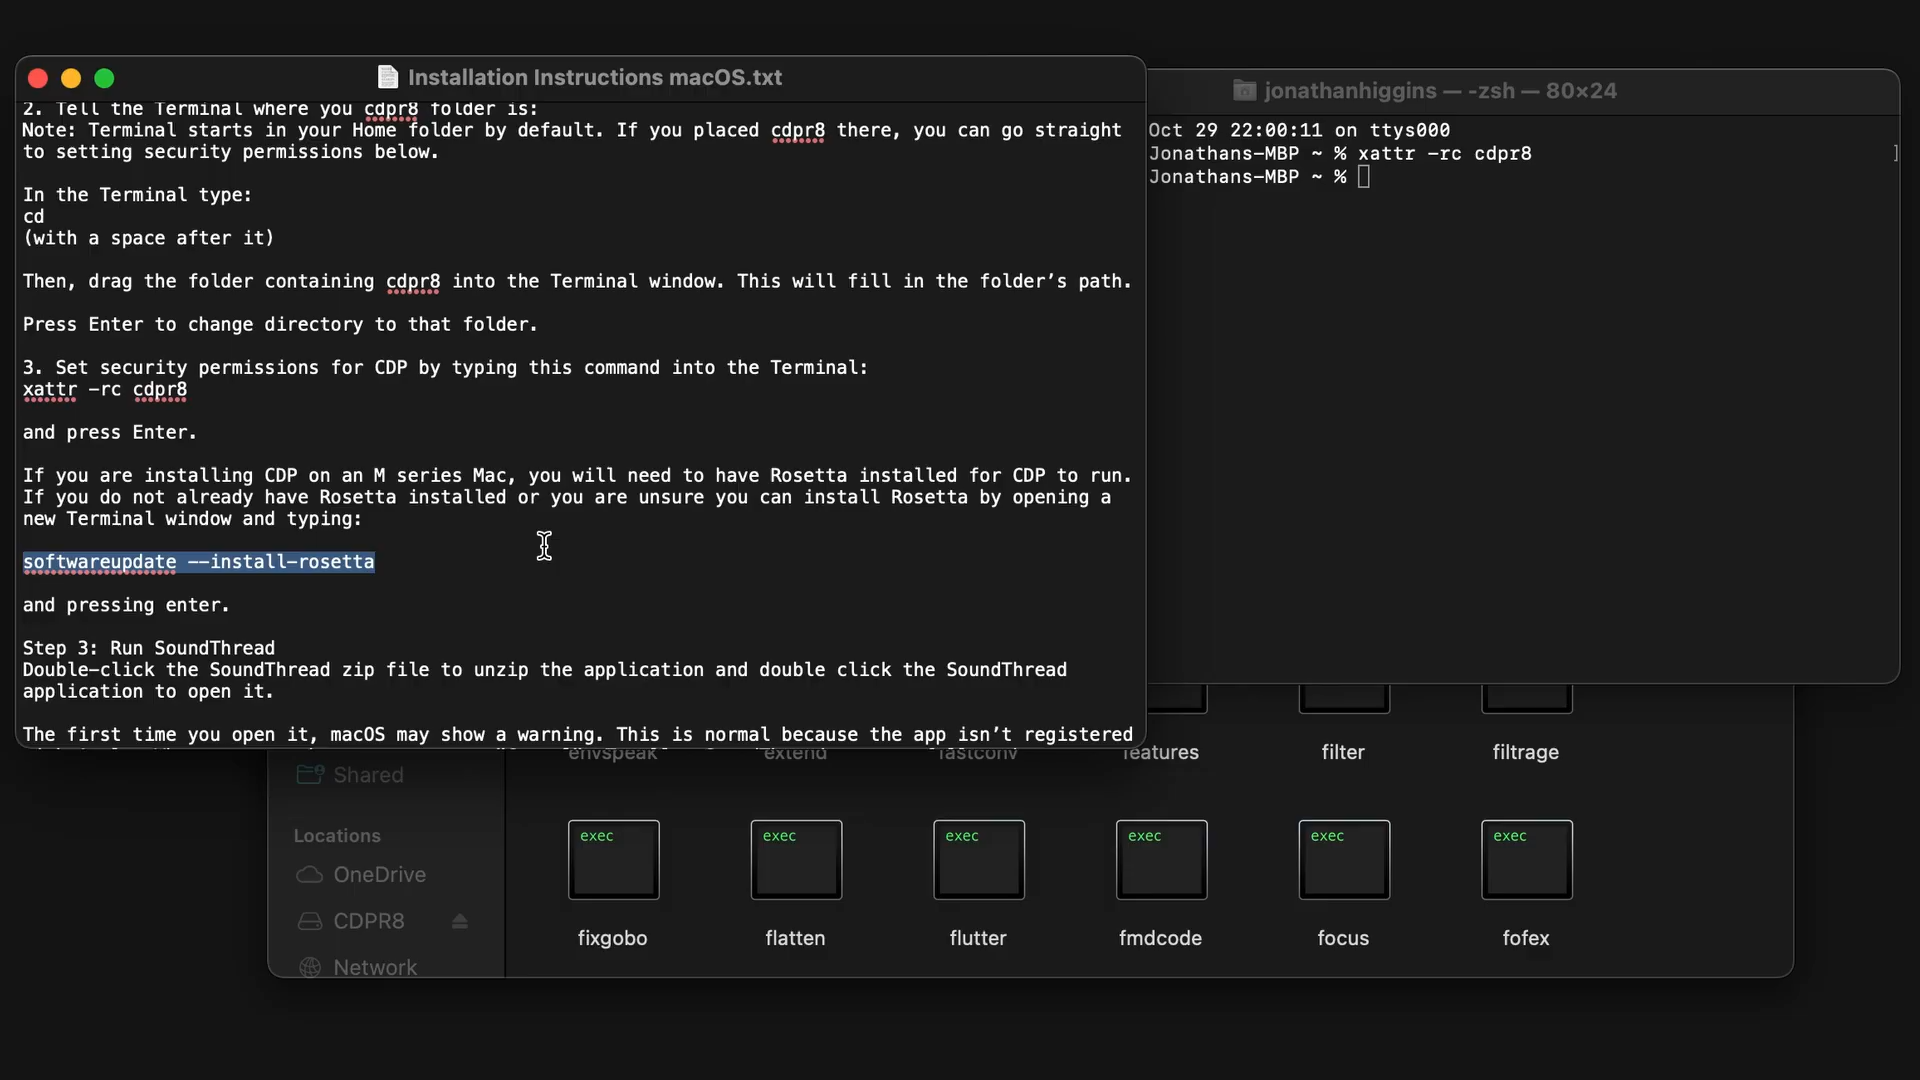 Installation Instructions macOS.txt
2. Tell the Terminal where you cdpr8 folder is:
Note: Terminal starts in your Home folder by default. If you placed cdpr8 there, you can go straight
to setting security permissions below.
In the Terminal type:
cd
(with a space after it)
Then, drag the folder containing cdpr8 into the Terminal window. This will fill in the folder’s path.
Press Enter to change directory to that folder.
3. Set security permissions for CDP by typing this command into the Terminal:
xattr -rc cdpr8
and press Enter.
If you are installing CDP on an M series Mac, you will need to have Rosetta installed for CDP to run.
If you do not already have Rosetta installed or you are unsure you can install Rosetta by opening a
new Terminal window and typing:
softwareupdate --install-rosetta
and pressing enter.
Step 3: Run SoundThread
Double-click the SoundThread zip file to unzip the application and double click the SoundThread
application to open it.
The first time you open it, macOS may show a warning. This is normal because the app isn’t registered
jonathanhiggins — -zsh — 80×24
Oct 29 22:00:11 on ttys000
Jonathans-MBP ~ % xattr -rc cdpr8 ]
Jonathans-MBP ~ %
envspeak extend fastconv features filter filtrage
Shared
Locations
OneDrive
CDPR8
Network
exec exec exec exec exec exec
fixgobo flatten flutter fmdcode focus fofex